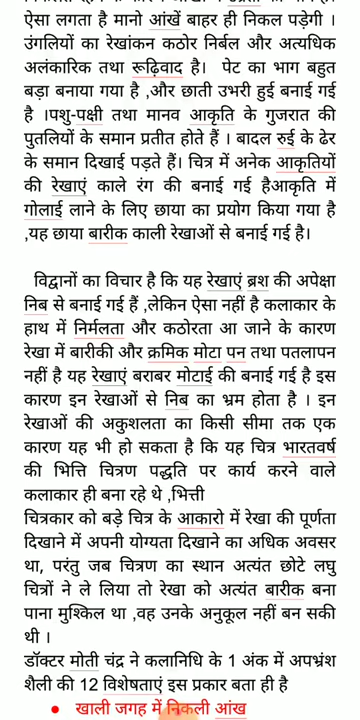 ऐसा लगता है मानो आंखें बाहर ही निकल पड़ेगी ।
उंगलियों का रेखांकन कठोर निर्बल और अत्यधिक
अलंकारिक तथा रूढ़िवाद है। पेट का भाग बहुत
बड़ा बनाया गया है ,और छाती उभरी हुई बनाई गई
है ।पशु-पक्षी तथा मानव आकृति के गुजरात की
पुतलियों के समान प्रतीत होते हैं । बादल रुई के ढेर
के समान दिखाई पड़ते हैं। चित्र में अनेक आकृतियों
की रेखाएं काले रंग की बनाई गई हैआकृति में
गोलाई लाने के लिए छाया का प्रयोग किया गया है
,यह छाया बारीक काली रेखाओं से बनाई गई है।
विद्वानों का विचार है कि यह रेखाएं ब्रश की अपेक्षा
निब से बनाई गई हैं ,लेकिन ऐसा नहीं है कलाकार के
हाथ में निर्मलता और कठोरता आ जाने के कारण
रेखा में बारीकी और क्रमिक मोटा पन तथा पतलापन
नहीं है यह रेखाएं बराबर मोटाई की बनाई गई है इस
कारण इन रेखाओं से निब का भ्रम होता है । इन
रेखाओं की अकुशलता का किसी सीमा तक एक
कारण यह भी हो सकता है कि यह चित्र भारतवर्ष
की भित्ति चित्रण पद्धति पर कार्य करने वाले
कलाकार ही बना रहे थे ,भित्ती
चित्रकार को बड़े चित्र के आकारो में रेखा की पूर्णता
दिखाने में अपनी योग्यता दिखाने का अधिक अवसर
था, परंतु जब चित्रण का स्थान अत्यंत छोटे लघु
चित्रों ने ले लिया तो रेखा को अत्यंत बारीक बना
पाना मुश्किल था ,वह उनके अनुकूल नहीं बन सकी
थी ।
डॉक्टर मोती चंद्र ने कलानिधि के 1 अंक में अपभ्रंश
शैली की 12 विशेषताएं इस प्रकार बता ही है
● खाली जगह में निकली आंख